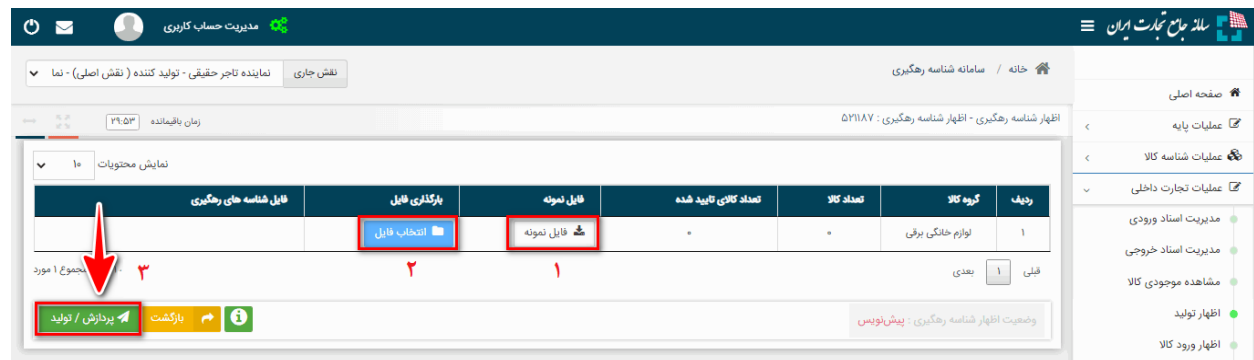 سامانه جامع تجارت ایران
مدیریت حساب کاربری
خانه / سامانه شناسه رهگیری
نقش جاری
نماینده تاجر حقیقی - تولید کننده ( نقش اصلی) - نما
صفحه اصلی
عملیات پایه
عملیات شناسه کالا
عملیات تجارت داخلی
مدیریت اسناد ورودی
مدیریت اسناد خروجی
مشاهده موجودی کالا
اظهار تولید
اظهار ورود کالا
اظهار شناسه رهگیری - اظهار شناسه رهگیری : ۵۲۱۱۸۷
زمان باقیمانده ۲۹:۵۳
نمایش محتویات ۱۰
ردیف گروه کالا تعداد کالا تعداد کالای تایید شده فایل نمونه بارگذاری فایل فایل شناسه های رهگیری
۱ لوازم خانگی برقی ۰ ۰ فایل نمونه انتخاب فایل
۱ ۲ ۳
قبلی ۱ بعدی
مجموع ۱ مورد
وضعیت اظهار شناسه رهگیری : پیش‌نویس
بازگشت
پردازش / تولید